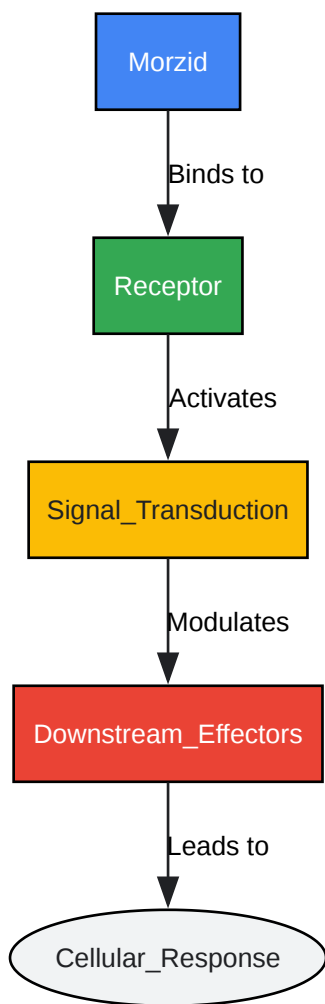 Morzid
Binds to
Receptor
Activates
Signal_Transduction
Modulates
Downstream_Effectors
Leads to
Cellular_Response